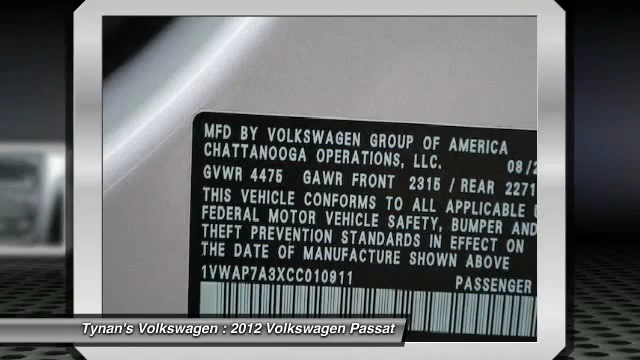 MFD BY VOLKSWAGEN GROUP OF AMERICA
CHATTANOOGA OPERATIONS, LLC. 08/2
GVWR 4475 GAWR FRONT 2315 / REAR 2271
THIS VEHICLE CONFORMS TO ALL APPLICABLE U
FEDERAL MOTOR VEHICLE SAFETY, BUMPER AND
THEFT PREVENTION STANDARDS IN EFFECT ON
THE DATE OF MANUFACTURE SHOWN ABOVE
1VWAP7A3XCC010911 PASSENGER
Tynan's Volkswagen : 2012 Volkswagen Passat